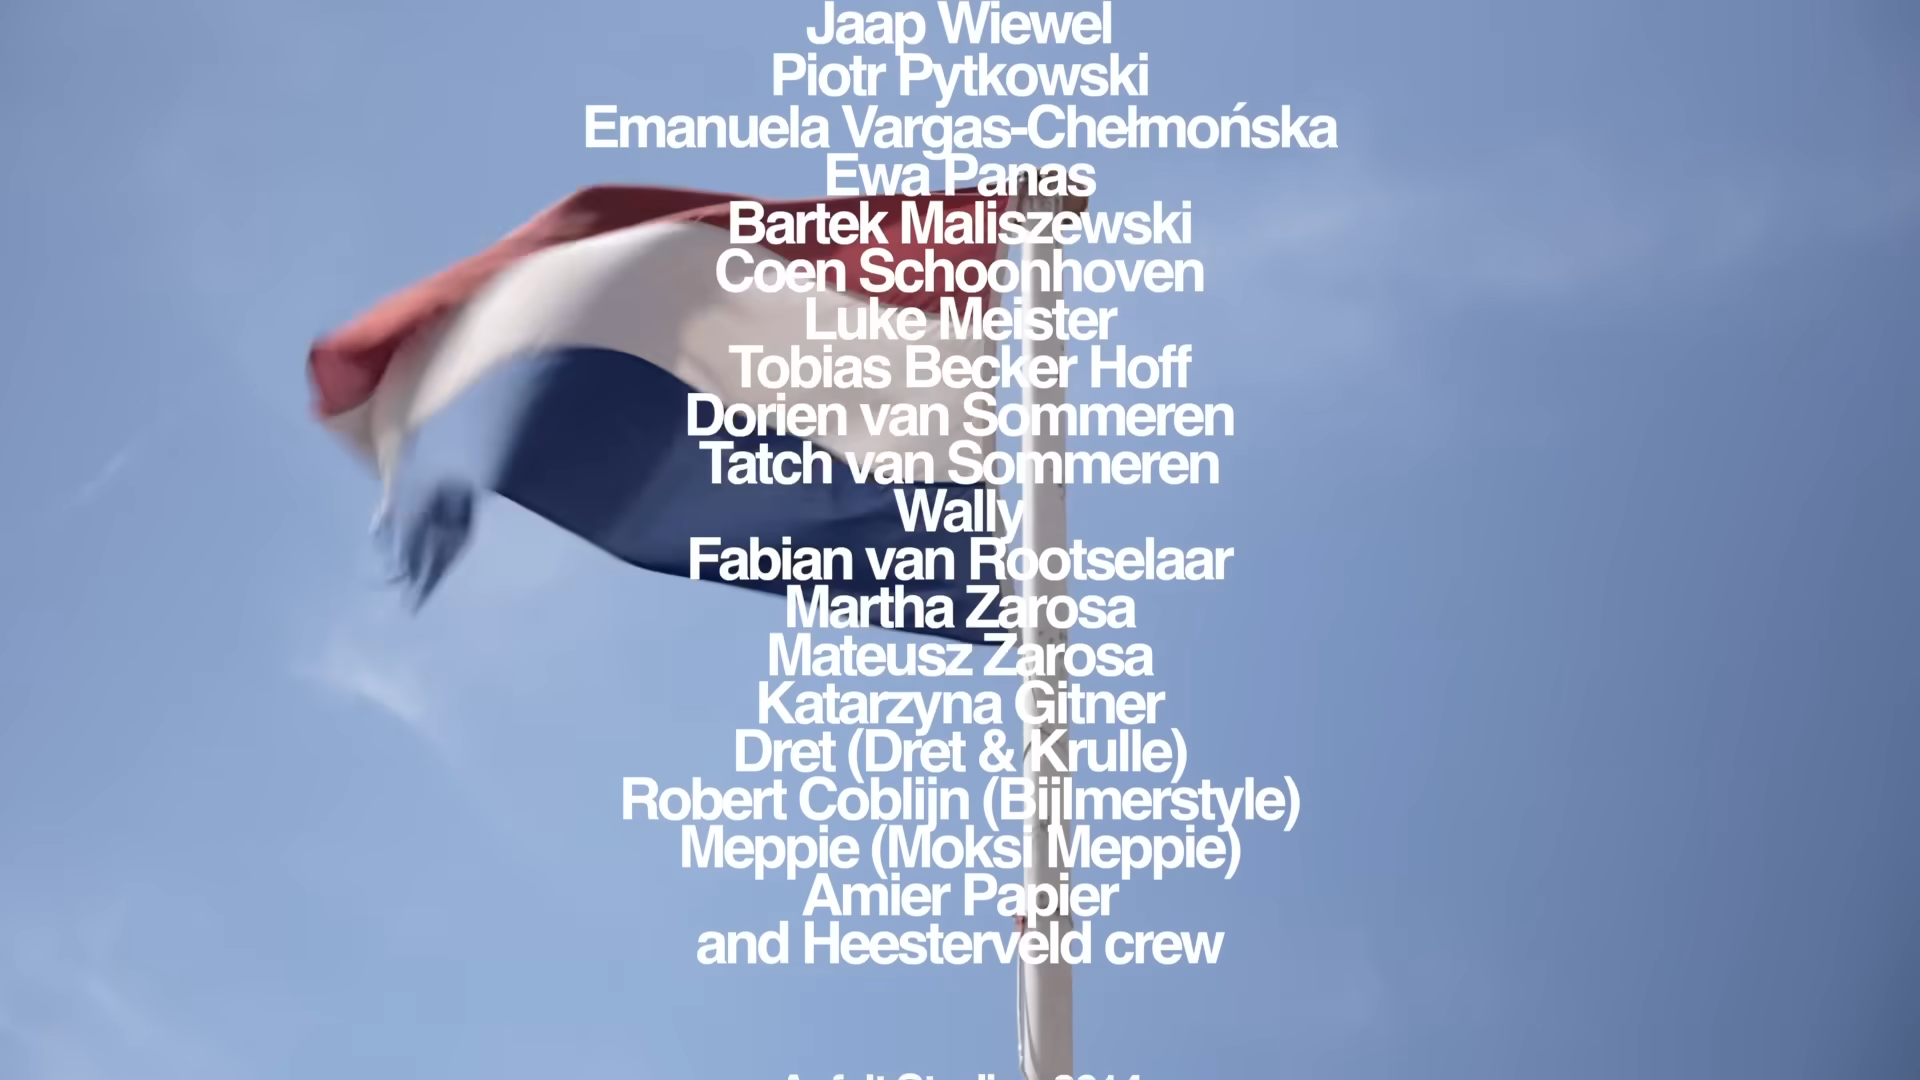 Jaap Wiewel
Piotr Pytkowski
Emanuela Vargas-Chełmońska
Ewa Panas
Bartek Maliszewski
Coen Schoonhoven
Luke Meister
Tobias Becker Hoff
Dorien van Sommeren
Tatch van Sommeren
Wally
Fabian van Rootselaar
Martha Zarosa
Mateusz Zarosa
Katarzyna Gitner
Dret (Dret & Krulle)
Robert Coblijn (Bijlmerstyle)
Meppie (Moksi Meppie)
Amier Papier
and Heesterveld crew